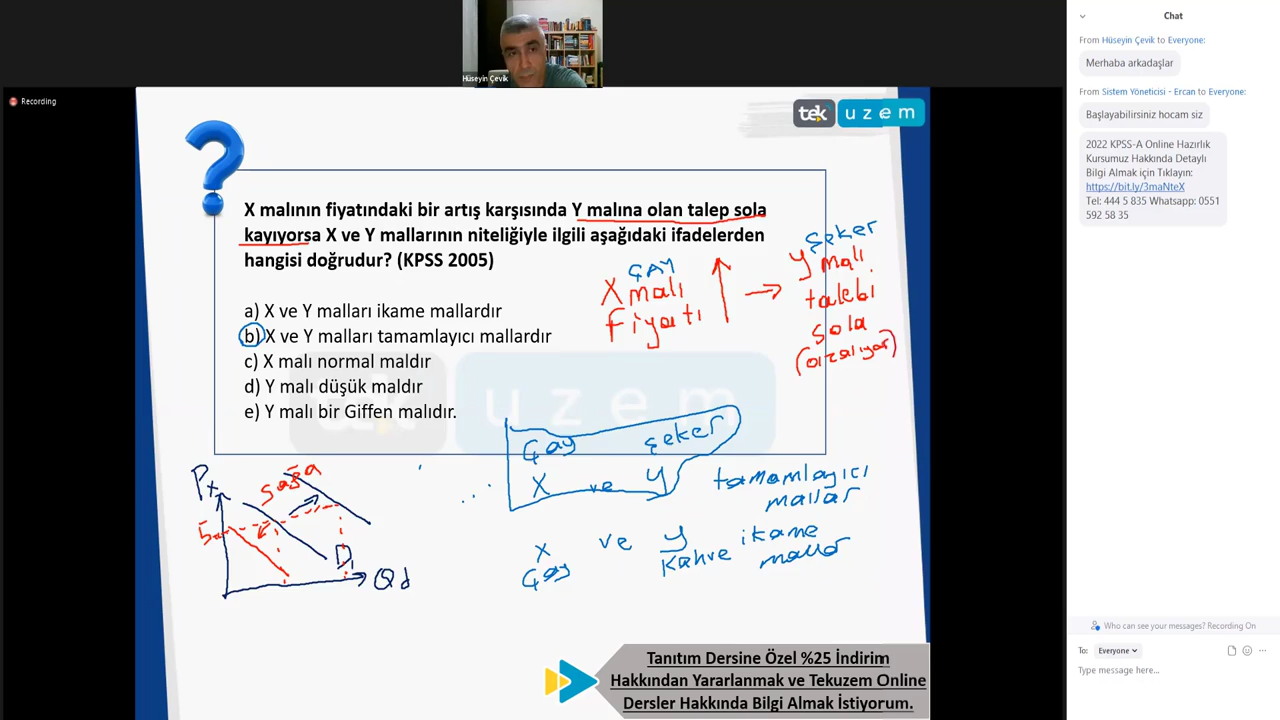 Hüseyin Çevik
Recording
tek uzem
X malının fiyatındaki bir artış karşısında Y malına olan talep sola
kayıyorsa X ve Y mallarının niteliğiyle ilgili aşağıdaki ifadelerden
hangisi doğrudur? (KPSS 2005)
a) X ve Y malları ikame mallardır
b) X ve Y malları tamamlayıcı mallardır
c) X malı normal maldır
d) Y malı düşük maldır
e) Y malı bir Giffen malıdır.
tek uzem
ÇAY
X malı
fiyatı
şeker
y malı
talebi
sola
(azalıyor)
Çay şeker
X ve Y
tamamlayıcı
mallar
x ve y ikame
Çay Kahve mallar
Px
sağa
5
D1
Qd
Tanıtım Dersine Özel %25 İndirim
Hakkından Yararlanmak ve Tekuzem Online
Dersler Hakkında Bilgi Almak İstiyorum.
Chat
From Hüseyin Çevik to Everyone:
Merhaba arkadaşlar
From Sistem Yöneticisi - Ercan to Everyone:
Başlayabilirsiniz hocam siz
2022 KPSS-A Online Hazırlık
Kursumuz Hakkında Detaylı
Bilgi Almak için Tıklayın:
https://bit.ly/3maNteX
Tel: 444 5 835 Whatsapp: 0551
592 58 35
Who can see your messages? Recording On
To: Everyone
Type message here...